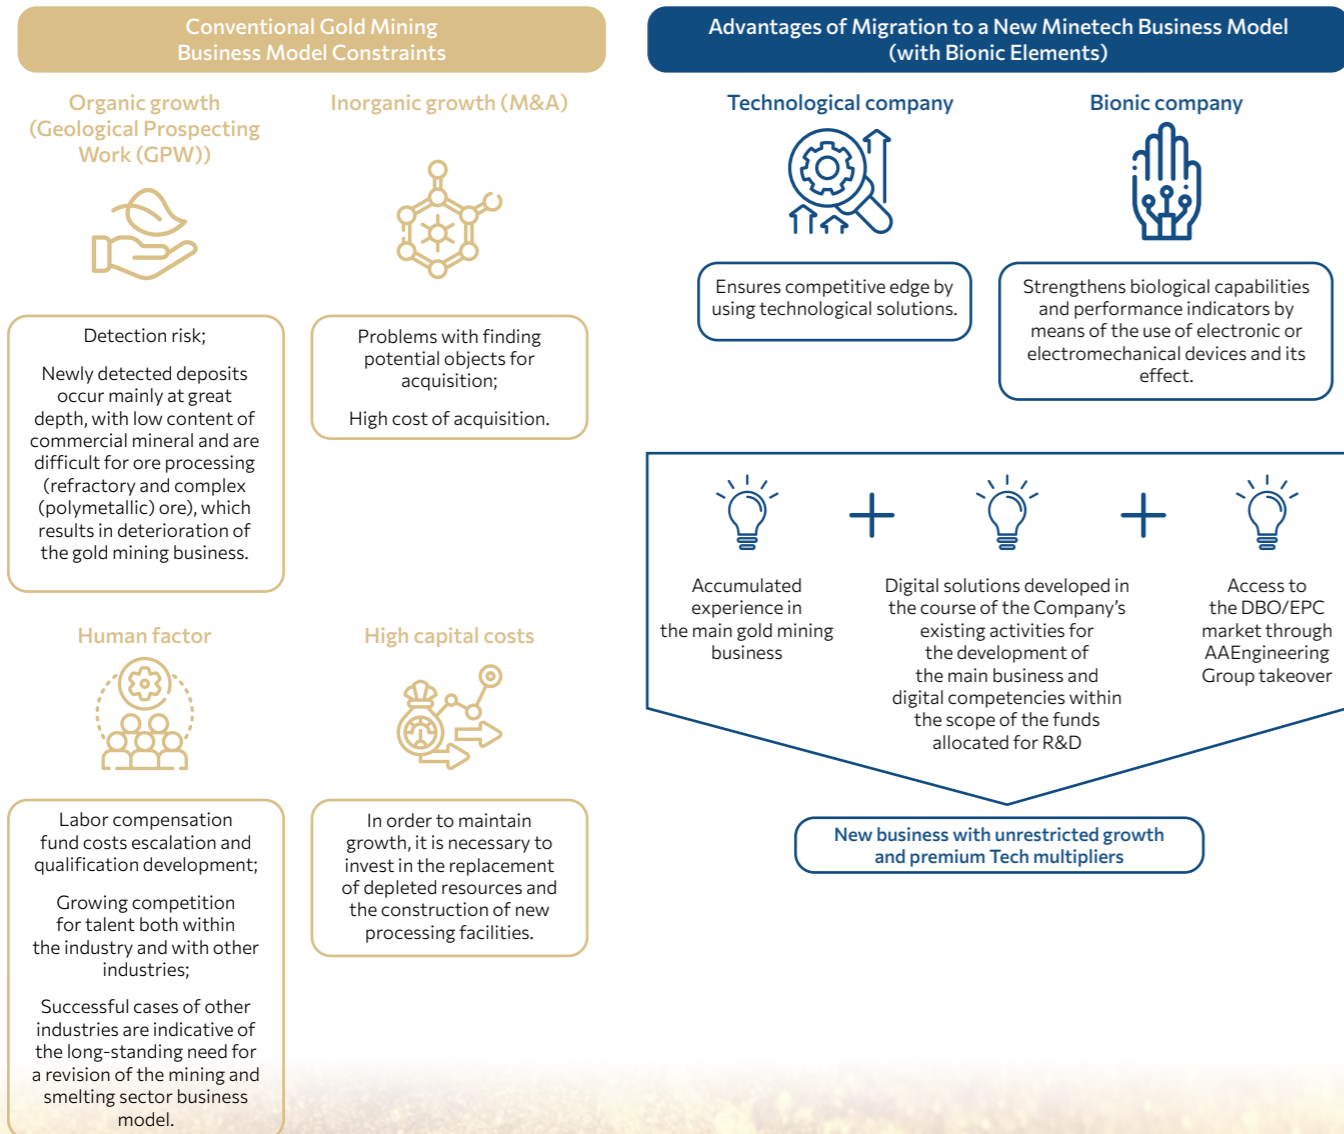 Conventional Gold Mining
Business Model Constraints
Organic growth
(Geological Prospecting
Work (GPW))
Detection risk;
Newly detected deposits
occur mainly at great
depth, with low content of
commercial mineral and are
difficult for ore processing
(refractory and complex
(polymetallic) ore), which
results in deterioration of
the gold mining business.
Inorganic growth (M&A)
Problems with finding
potential objects for
acquisition;
High cost of acquisition.
Human factor
Labor compensation
fund costs escalation and
qualification development;
Growing competition
for talent both within
the industry and with other
industries;
Successful cases of other
industries are indicative of
the long-standing need for
a revision of the mining and
smelting sector business
model.
High capital costs
In order to maintain
growth, it is necessary to
invest in the replacement
of depleted resources and
the construction of new
processing facilities.
Advantages of Migration to a New Minetech Business Model
(with Bionic Elements)
Technological company
Ensures competitive edge by
using technological solutions.
Bionic company
Strengthens biological capabilities
and performance indicators by
means of the use of electronic or
electromechanical devices and its
effect.
Accumulated
experience in
the main gold mining
business
Digital solutions developed in
the course of the Company's
existing activities for
the development of
the main business and
digital competencies within
the scope of the funds
allocated for R&D
Access to
the DBO/EPC
market through
AAEngineering
Group takeover
New business with unrestricted growth
and premium Tech multipliers